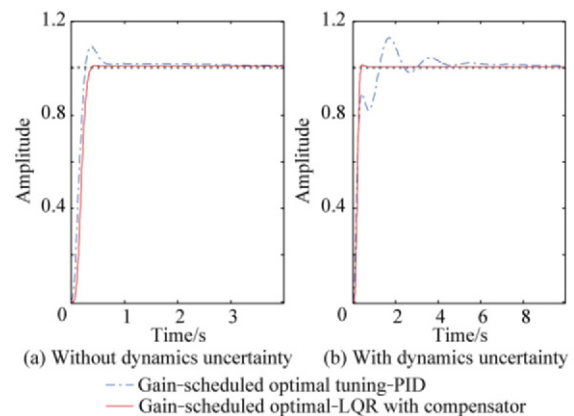 1.2
0.8
0.4
0
Amplitude
1 2 3
Time/s
(a) Without dynamics uncertainty
1.2
0.8
0.4
0
Amplitude
2 4 6 8
Time/s
(b) With dynamics uncertainty
Gain-scheduled optimal tuning-PID
Gain-scheduled optimal-LQR with compensator